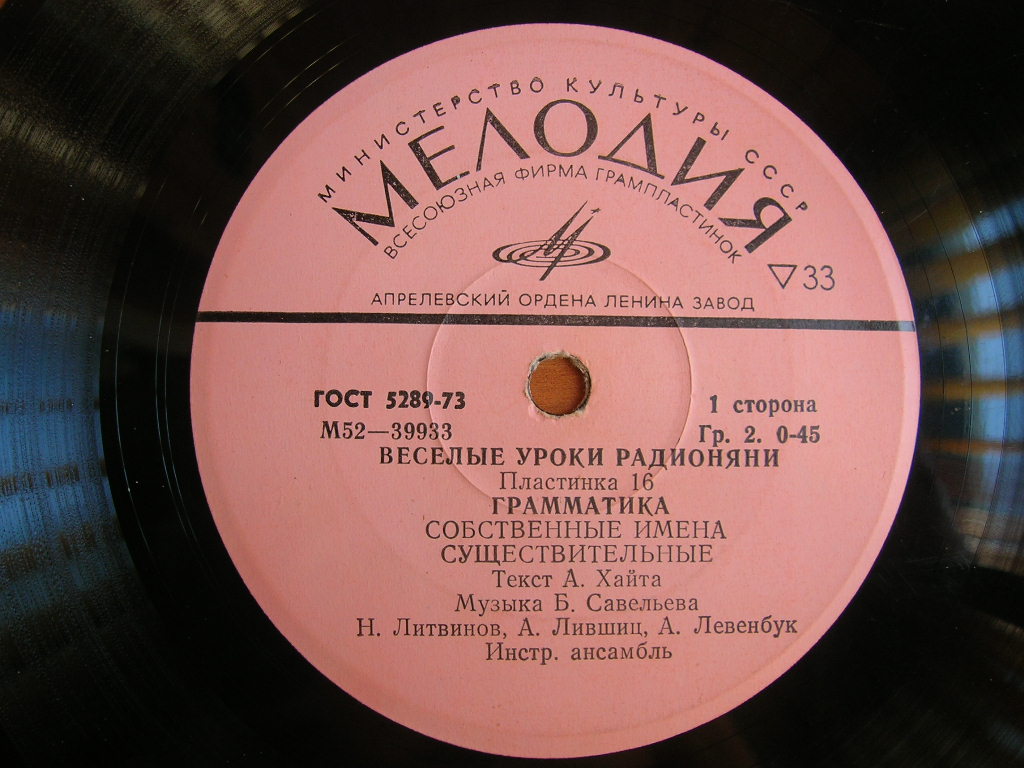 МИНИСТЕРСТВО КУЛЬТУРЫ СССР
МЕЛОДИЯ
ВСЕСОЮЗНАЯ ФИРМА ГРАМПЛАСТИНОК
▽33
АПРЕЛЕВСКИЙ ОРДЕНА ЛЕНИНА ЗАВОД
ГОСТ 5289-73
1 сторона
М52—39933
Гр. 2. 0-45
ВЕСЕЛЫЕ УРОКИ РАДИОНЯНИ
Пластинка 16
ГРАММАТИКА
СОБСТВЕННЫЕ ИМЕНА
СУЩЕСТВИТЕЛЬНЫЕ
Текст А. Хайта
Музыка Б. Савельева
Н. Литвинов, А. Лившиц, А. Левенбук
Инстр. ансамбль